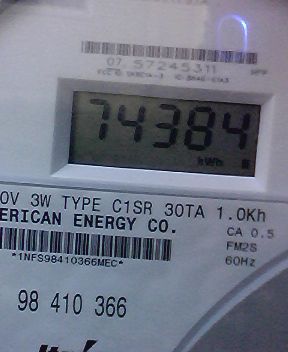 07 57245311
74384
kWh
0V 3W TYPE C1SR 30TA 1.0Kh
ERICAN ENERGY CO.
CA 0.5
FM2S
60Hz
*1NFS98410366MEC*
98 410 366